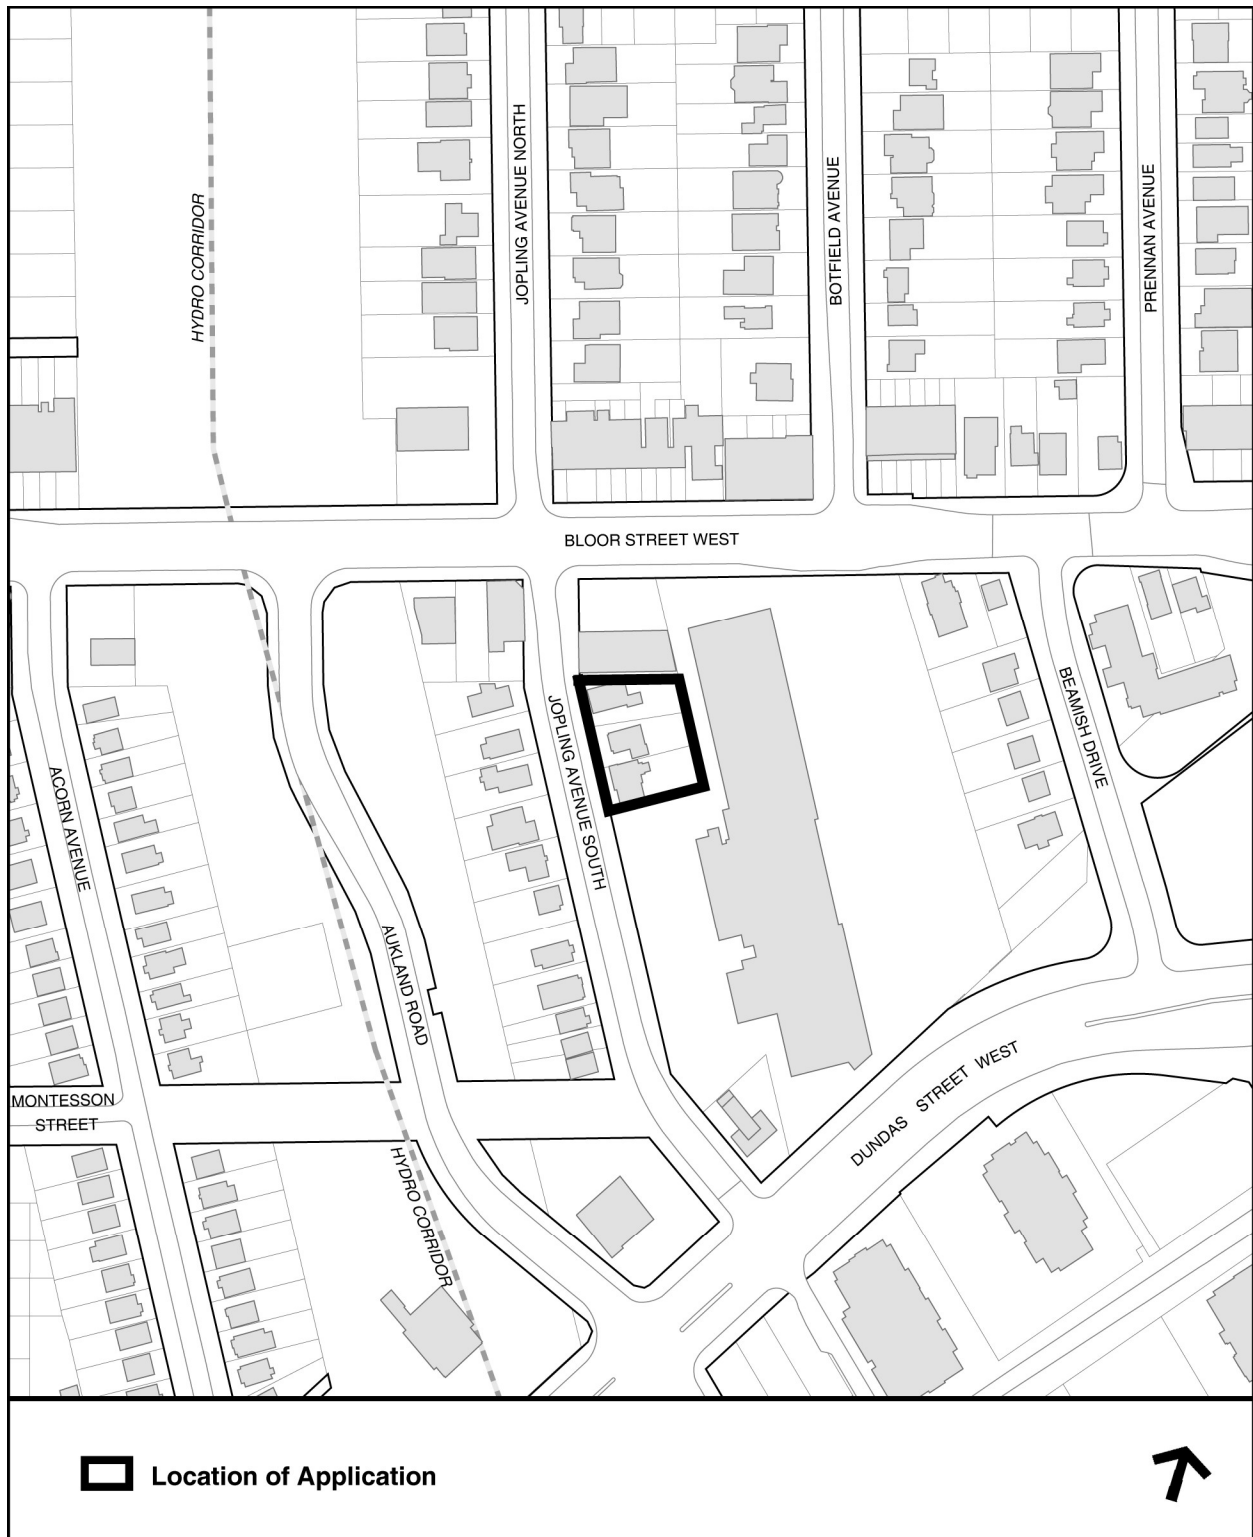 JOPLING AVENUE NORTH
BOTFIELD AVENUE
PRENNAN AVENUE
HYDRO CORRIDOR
BLOOR STREET WEST
BEAMISH DRIVE
JOPLING AVENUE SOUTH
ACORN AVENUE
AUKLAND ROAD
DUNDAS STREET WEST
MONTESSON
STREET
HYDRO CORRIDOR
Location of Application